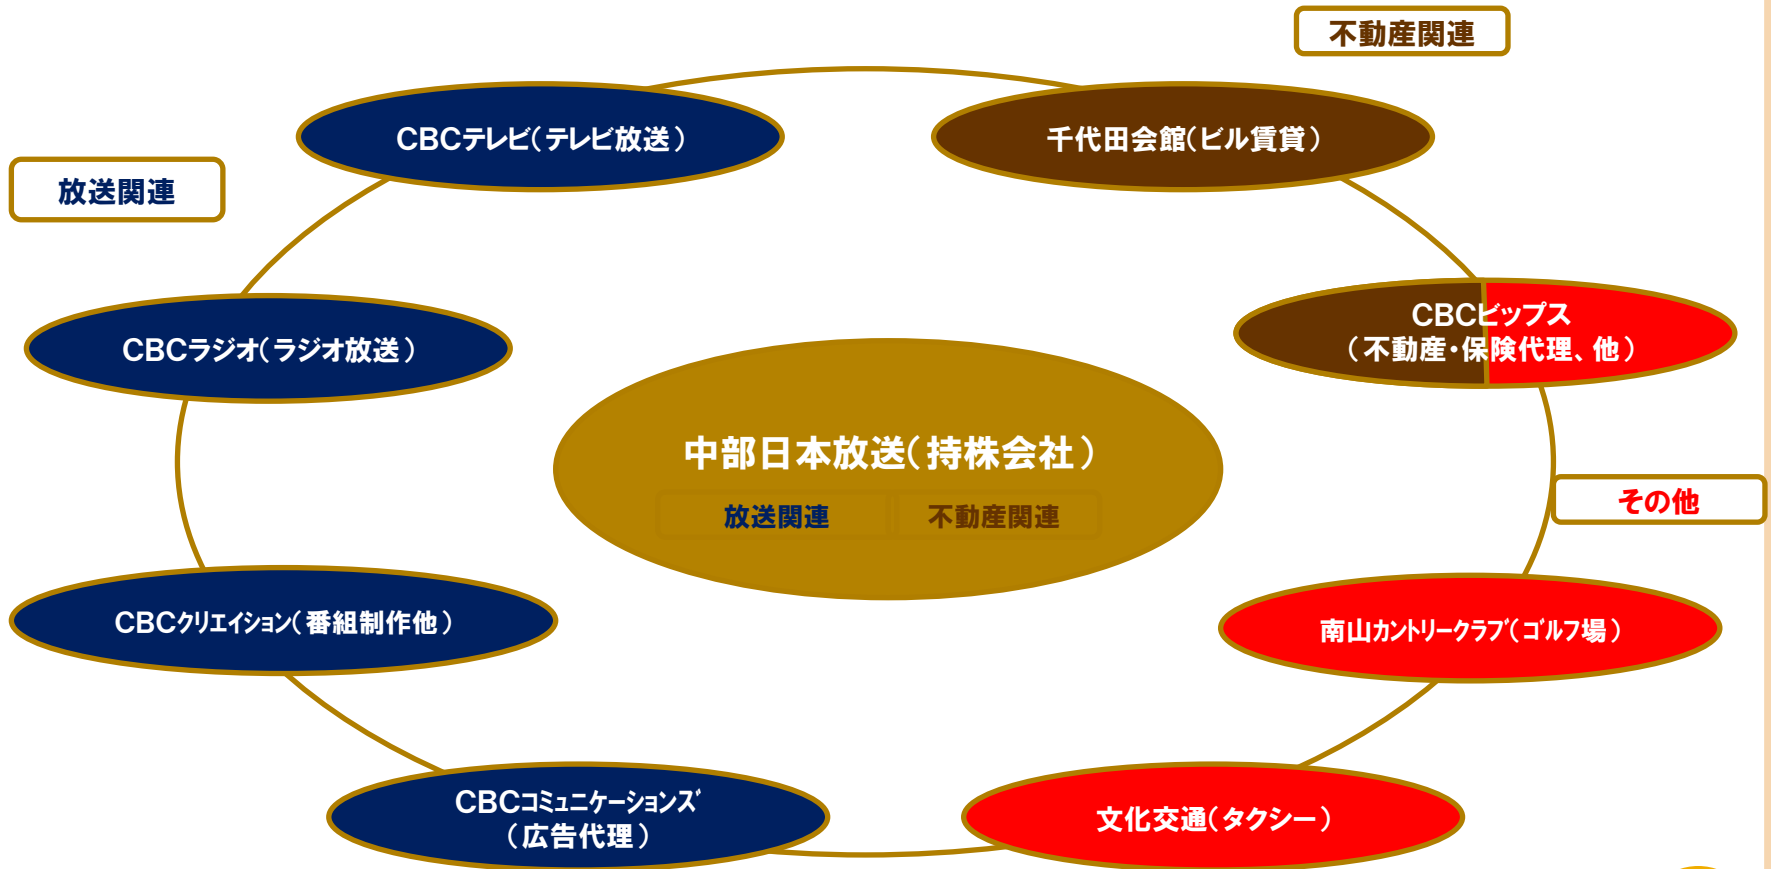 不動産関連
CBCテレビ(テレビ放送)
千代田会館(ビル賃貸)
放送関連
CBCラジオ(ラジオ放送)
CBCビップス
(不動産・保険代理、他)
中部日本放送(持株会社)
放送関連
不動産関連
その他
CBCクリエイション(番組制作他)
南山カントリークラブ(ゴルフ場)
CBCコミュニケーションズ
(広告代理)
文化交通(タクシー)